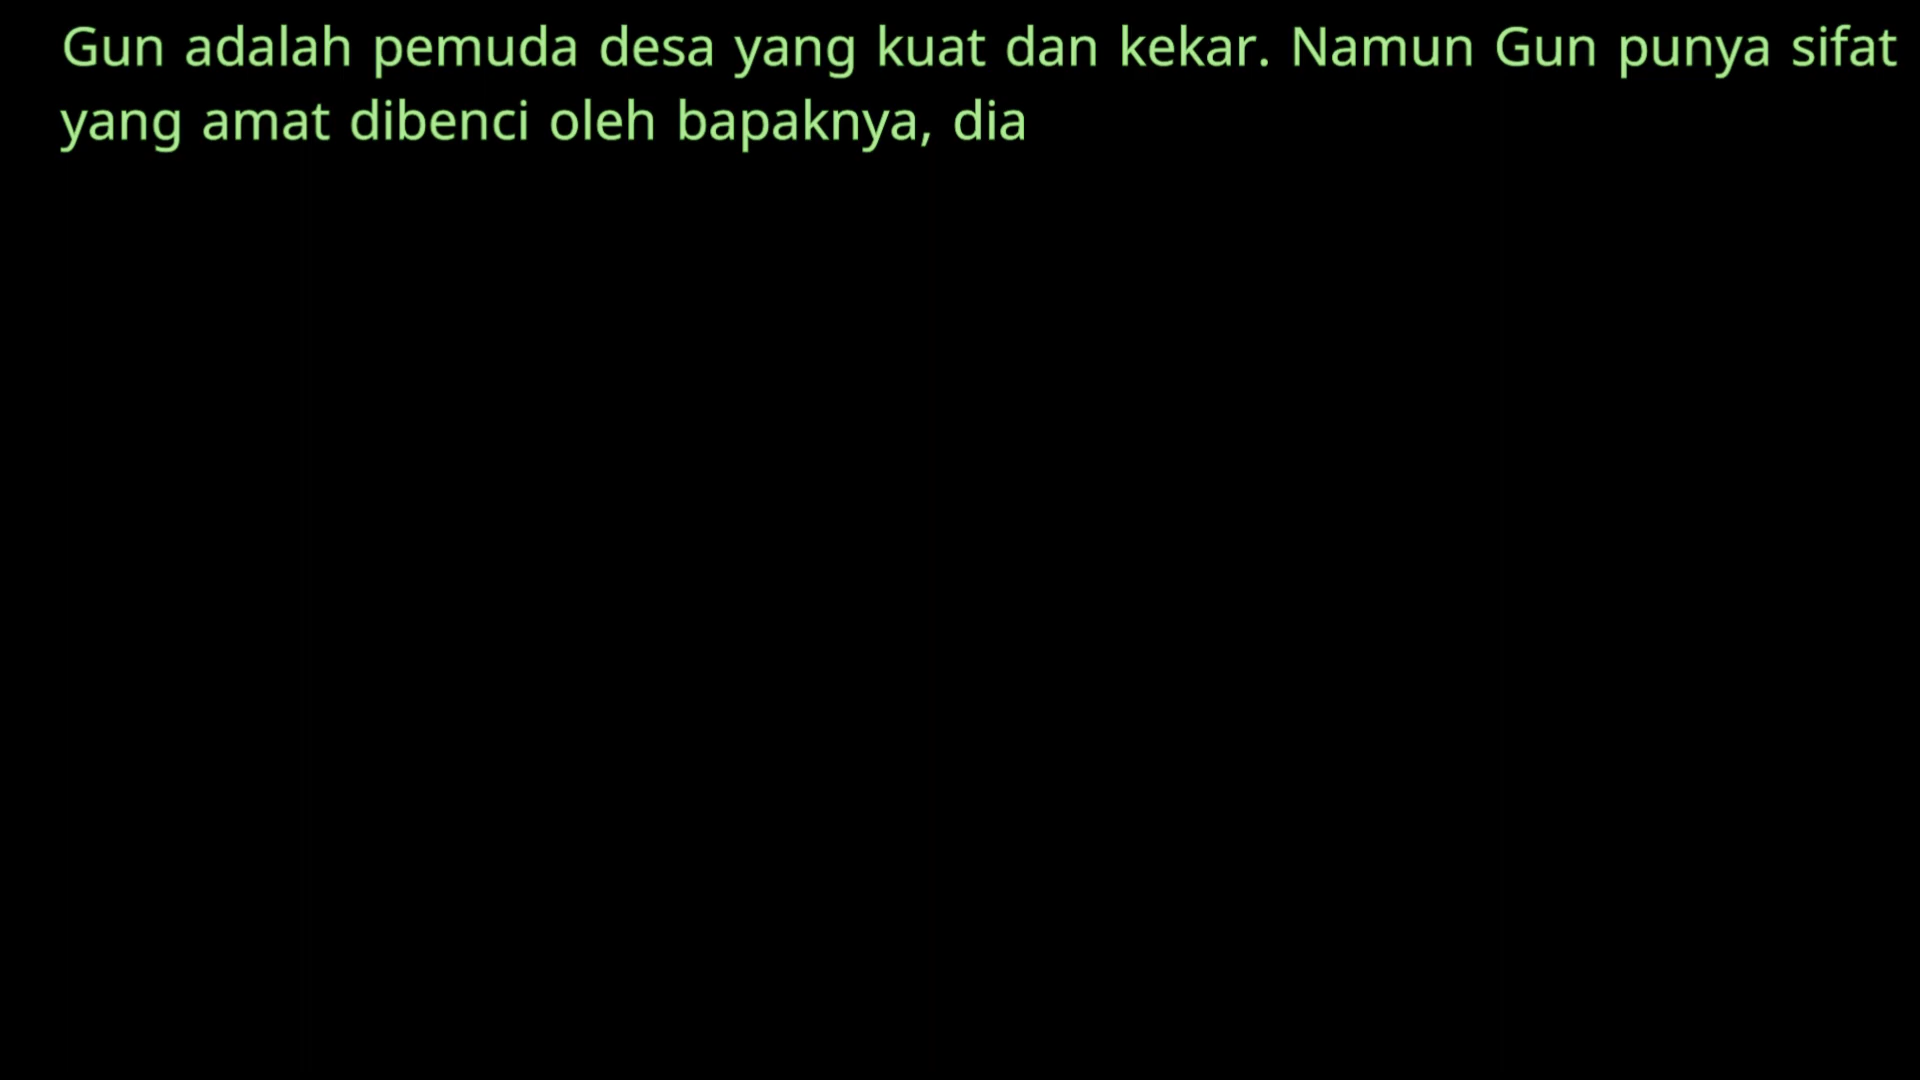 Gun adalah pemuda desa yang kuat dan kekar. Namun Gun punya sifat
yang amat dibenci oleh bapaknya, dia